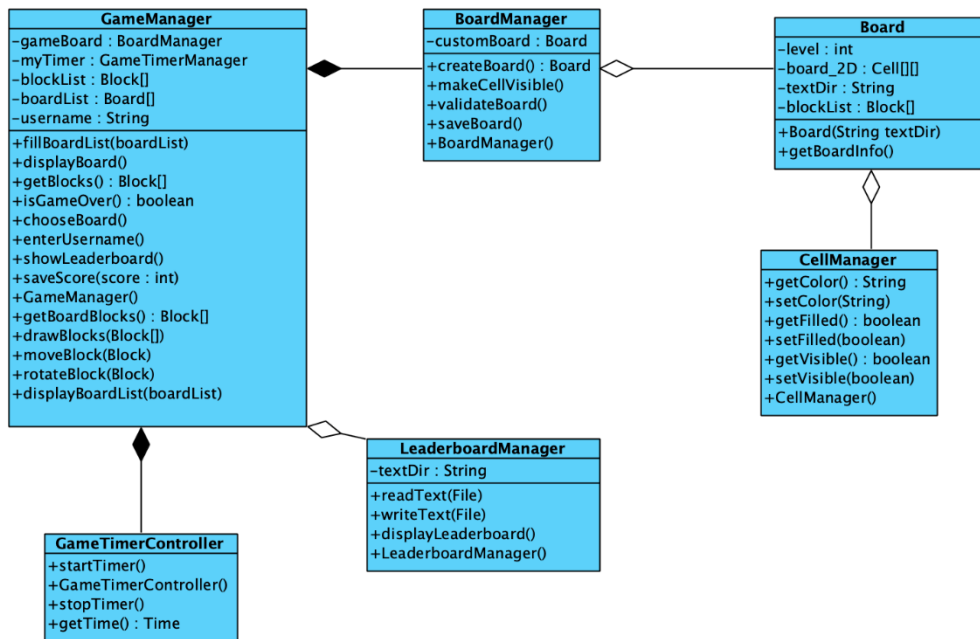 GameManager
-gameBoard : BoardManager
-myTimer : GameTimerManager
-blockList : Block[]
-boardList : Board[]
-username : String
+fillBoardList(boardList)
+displayBoard()
+getBlocks() : Block[]
+isGameOver() : boolean
+chooseBoard()
+enterUsername()
+showLeaderboard()
+saveScore(score : int)
+GameManager()
+getBoardBlocks() : Block[]
+drawBlocks(Block[])
+moveBlock(Block)
+rotateBlock(Block)
+displayBoardList(boardList)
BoardManager
-customBoard : Board
+createBoard() : Board
+makeCellVisible()
+validateBoard()
+saveBoard()
+BoardManager()
Board
-level : int
-board_2D : Cell[][]
-textDir : String
-blockList : Block[]
+Board(String textDir)
+getBoardInfo()
CellManager
+getColor() : String
+setColor(String)
+getFilled() : boolean
+setFilled(boolean)
+getVisible() : boolean
+setVisible(boolean)
+CellManager()
LeaderboardManager
-textDir : String
+readText(File)
+writeText(File)
+displayLeaderboard()
+LeaderboardManager()
GameTimerController
+startTimer()
+GameTimerController()
+stopTimer()
+getTime() : Time